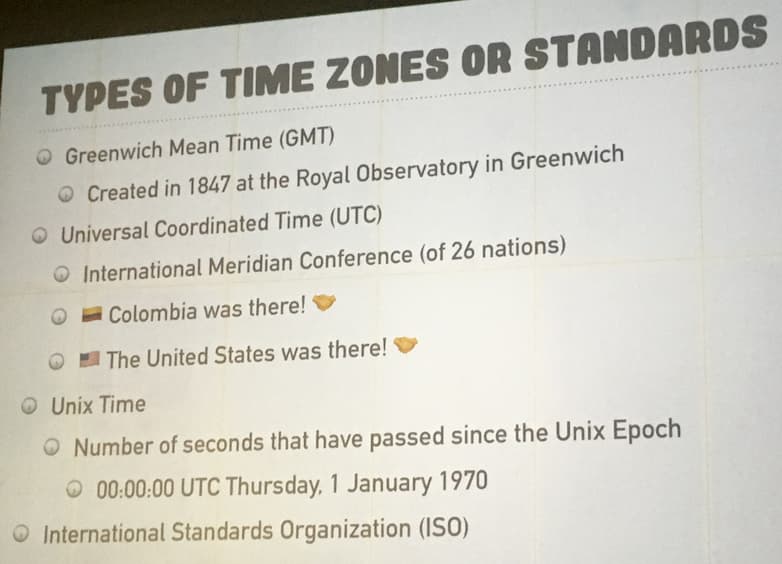 TYPES OF TIME ZONES OR STANDARDS
Greenwich Mean Time (GMT)
Created in 1847 at the Royal Observatory in Greenwich
Universal Coordinated Time (UTC)
International Meridian Conference (of 26 nations)
🇨🇴 Colombia was there! 🤝
🇺🇸 The United States was there! 🤝
Unix Time
Number of seconds that have passed since the Unix Epoch
00:00:00 UTC Thursday, 1 January 1970
International Standards Organization (ISO)